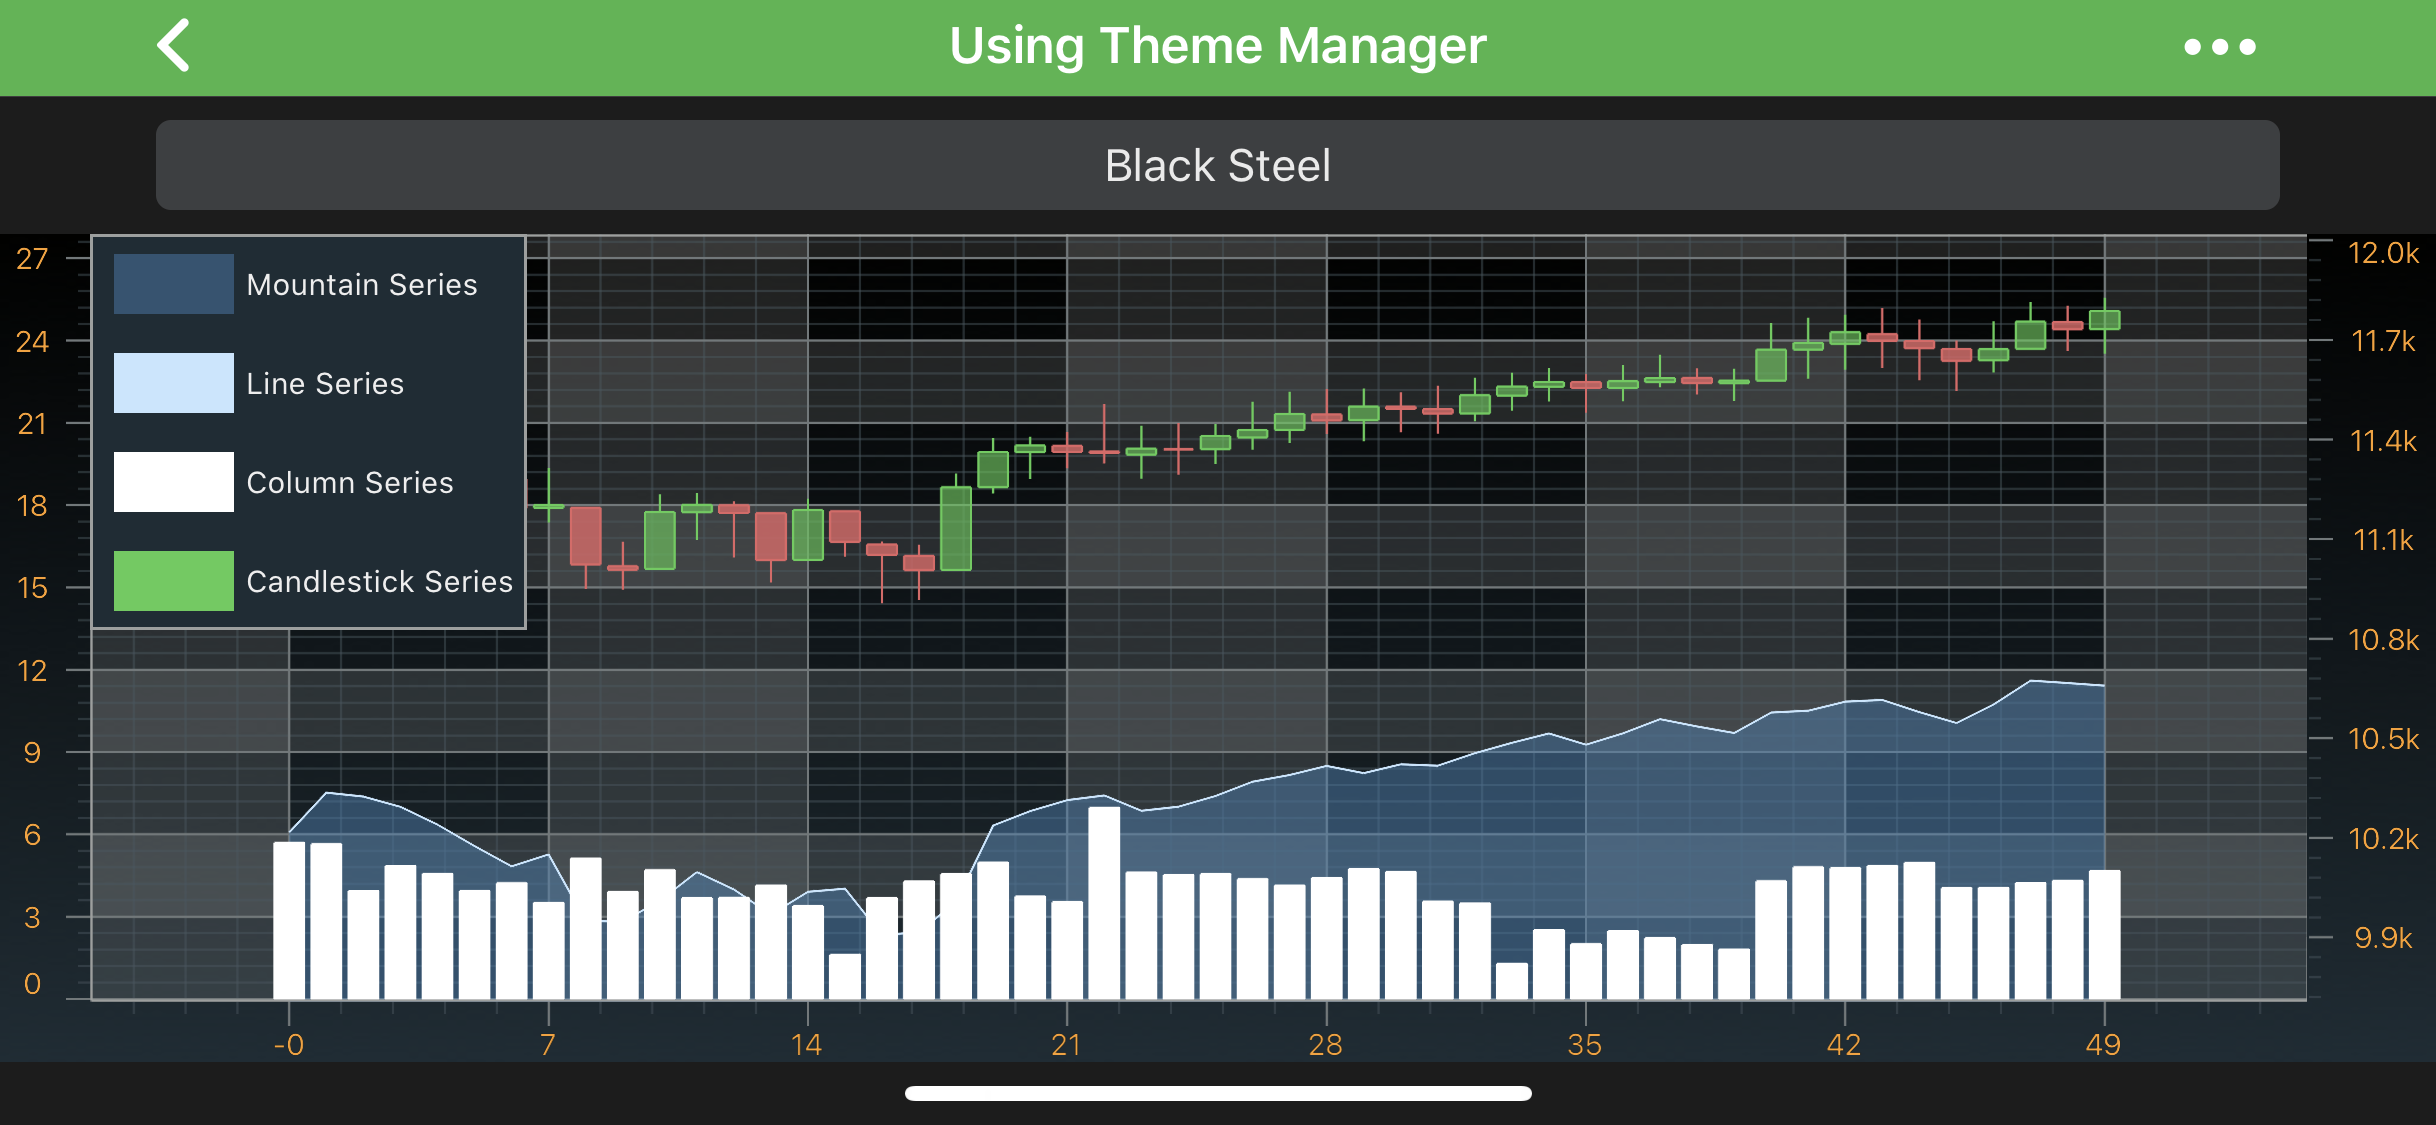 Using Theme Manager
Black Steel
Mountain Series
Line Series
Column Series
Candlestick Series
27
24
21
18
15
12
9
6
3
0
12.0k
11.7k
11.4k
11.1k
10.8k
10.5k
10.2k
9.9k
-0 7 14 21 28 35 42 49